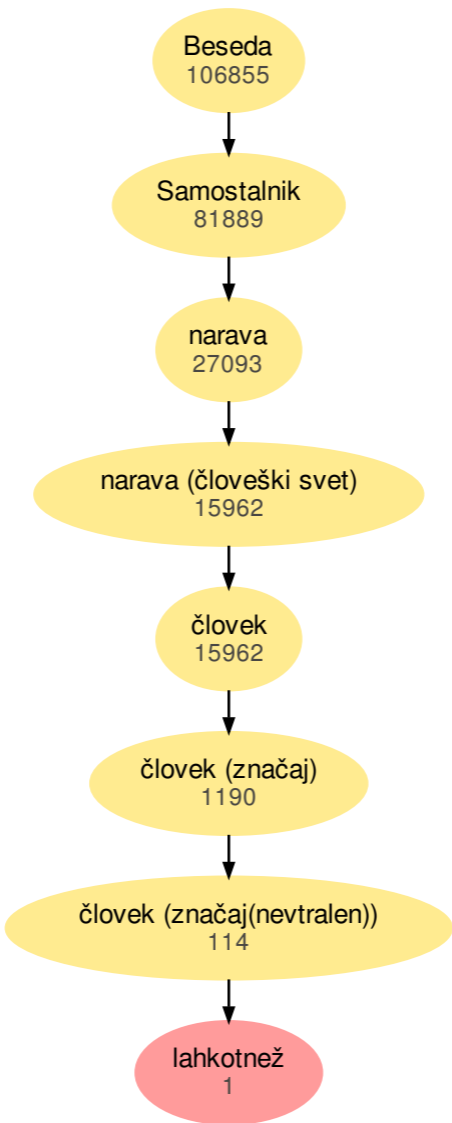 Beseda
106855
Samostalnik
81889
narava
27093
narava (človeški svet)
15962
človek
15962
človek (značaj)
1190
človek (značaj(nevtralen))
114
lahkotnež
1